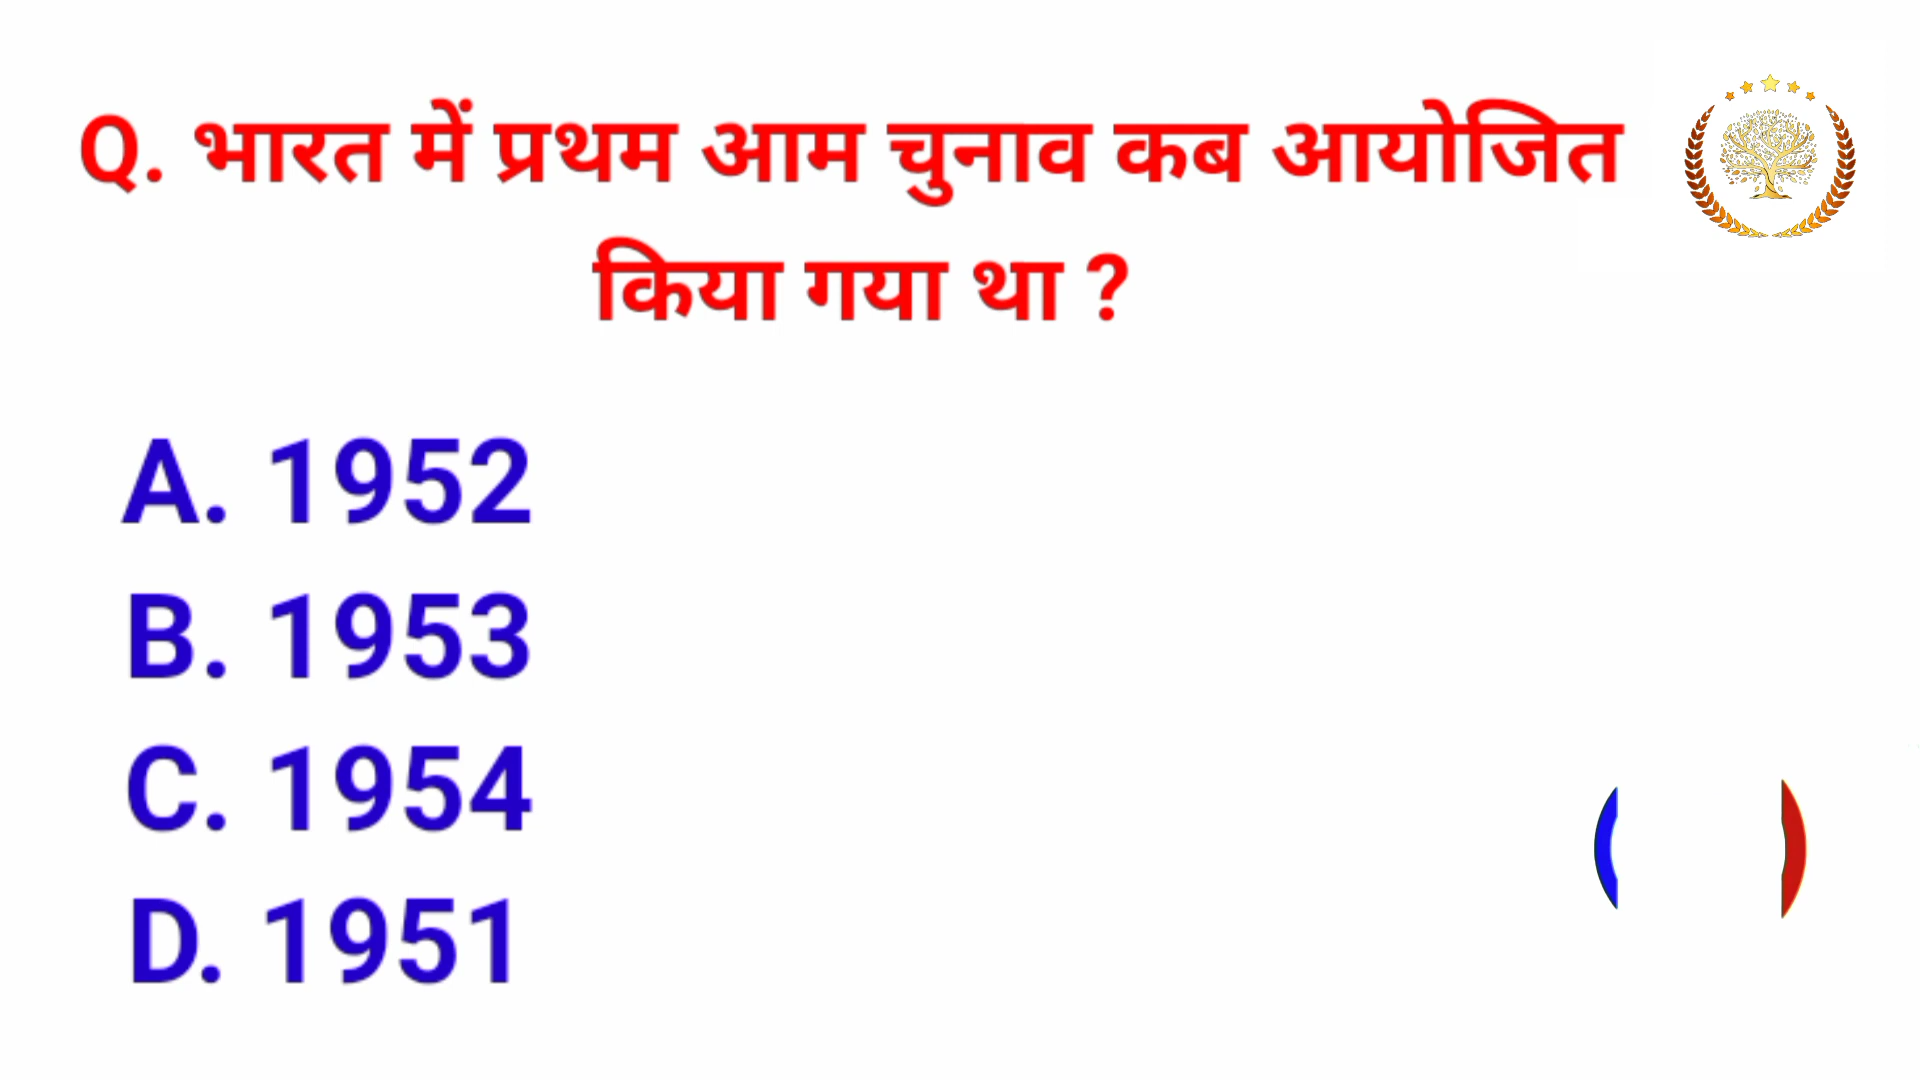 Q. भारत में प्रथम आम चुनाव कब आयोजित
किया गया था ?
A. 1952
B. 1953
C. 1954
D. 1951